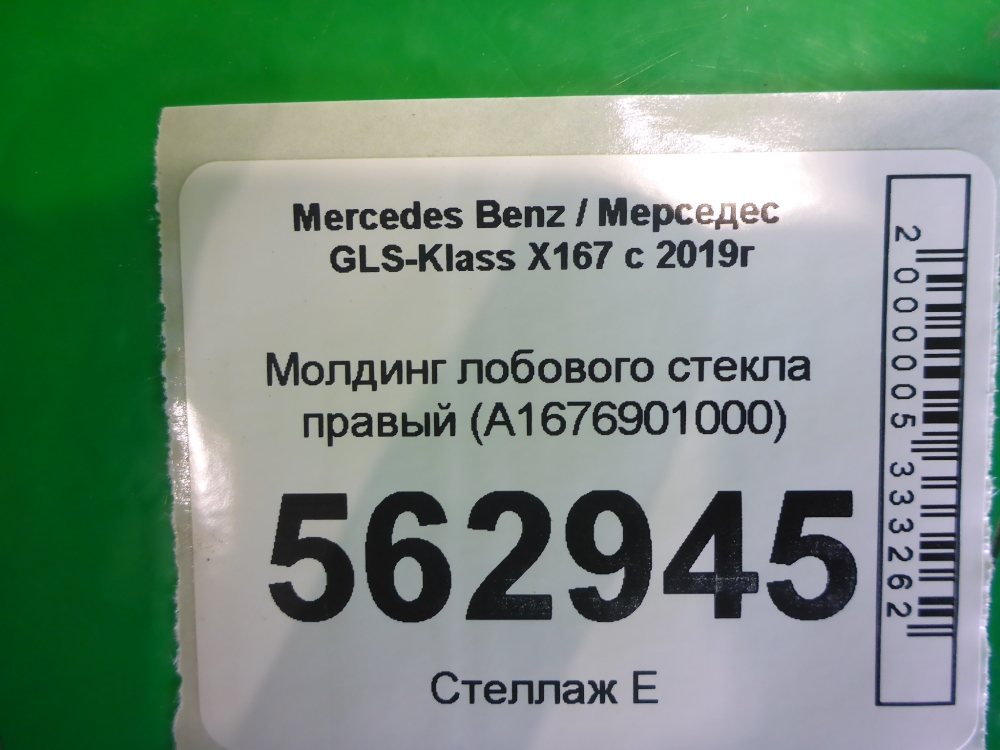 Mercedes Benz / Мерседес
GLS-Klass X167 с 2019г
Молдинг лобового стекла
правый (A1676901000)
562945
Стеллаж Е
2000005333262